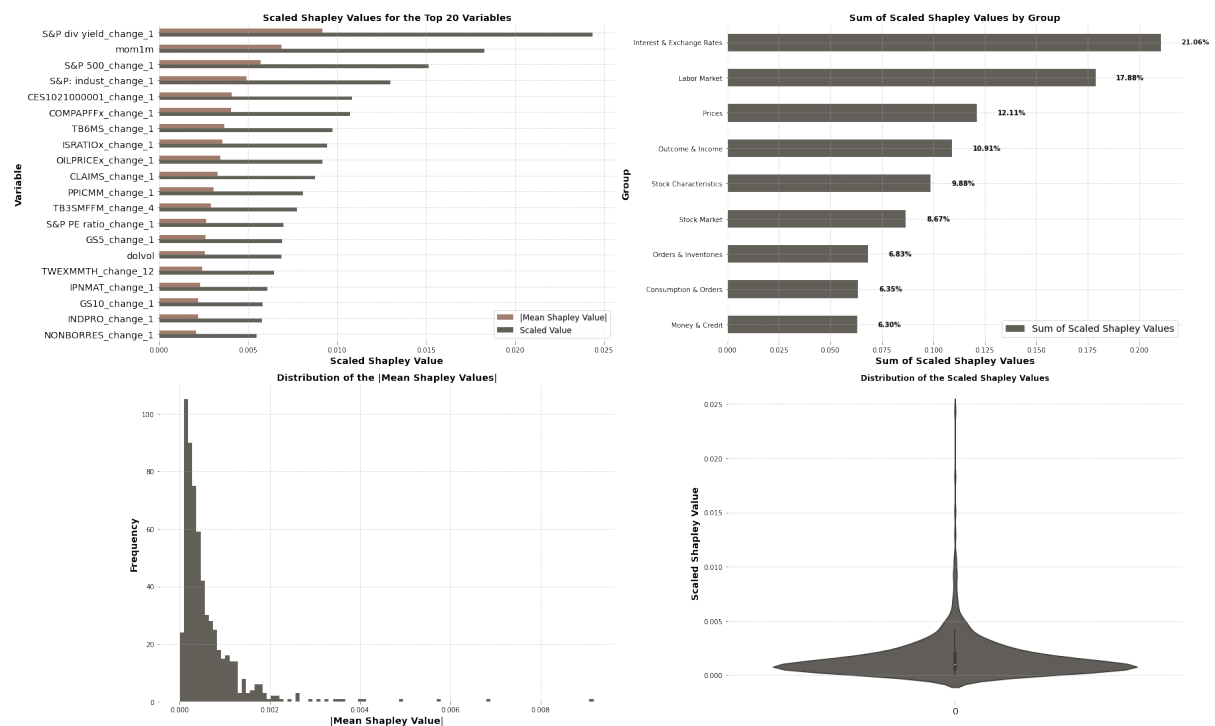 Scaled Shapley Values for the Top 20 Variables
Variable
S&P div yield_change_1
mom1m
S&P 500_change_1
S&P: indust_change_1
CES1021000001_change_1
COMPAPFFx_change_1
TB6MS_change_1
ISRATIOx_change_1
OILPRICEx_change_1
CLAIMS_change_1
PPICMM_change_1
TB3SMFFM_change_4
S&P PE ratio_change_1
GS5_change_1
dolvol
TWEXMMTH_change_12
IPNMAT_change_1
GS10_change_1
INDPRO_change_1
NONBORRES_change_1
|Mean Shapley Value|
Scaled Value
0.000 0.005 0.010 0.015 0.020 0.025
Scaled Shapley Value
Sum of Scaled Shapley Values by Group
Group
Interest & Exchange Rates 21.06%
Labor Market 17.88%
Prices 12.11%
Outcome & Income 10.91%
Stock Characteristics 9.88%
Stock Market 8.67%
Orders & Inventories 6.83%
Consumption & Orders 6.35%
Money & Credit 6.30%
Sum of Scaled Shapley Values
0.000 0.025 0.050 0.075 0.100 0.125 0.150 0.175 0.200
Sum of Scaled Shapley Values
Distribution of the |Mean Shapley Values|
Frequency
100
80
60
40
20
0
0.000 0.002 0.004 0.006 0.008
|Mean Shapley Value|
Distribution of the Scaled Shapley Values
Scaled Shapley Value
0.025
0.020
0.015
0.010
0.005
0.000
0